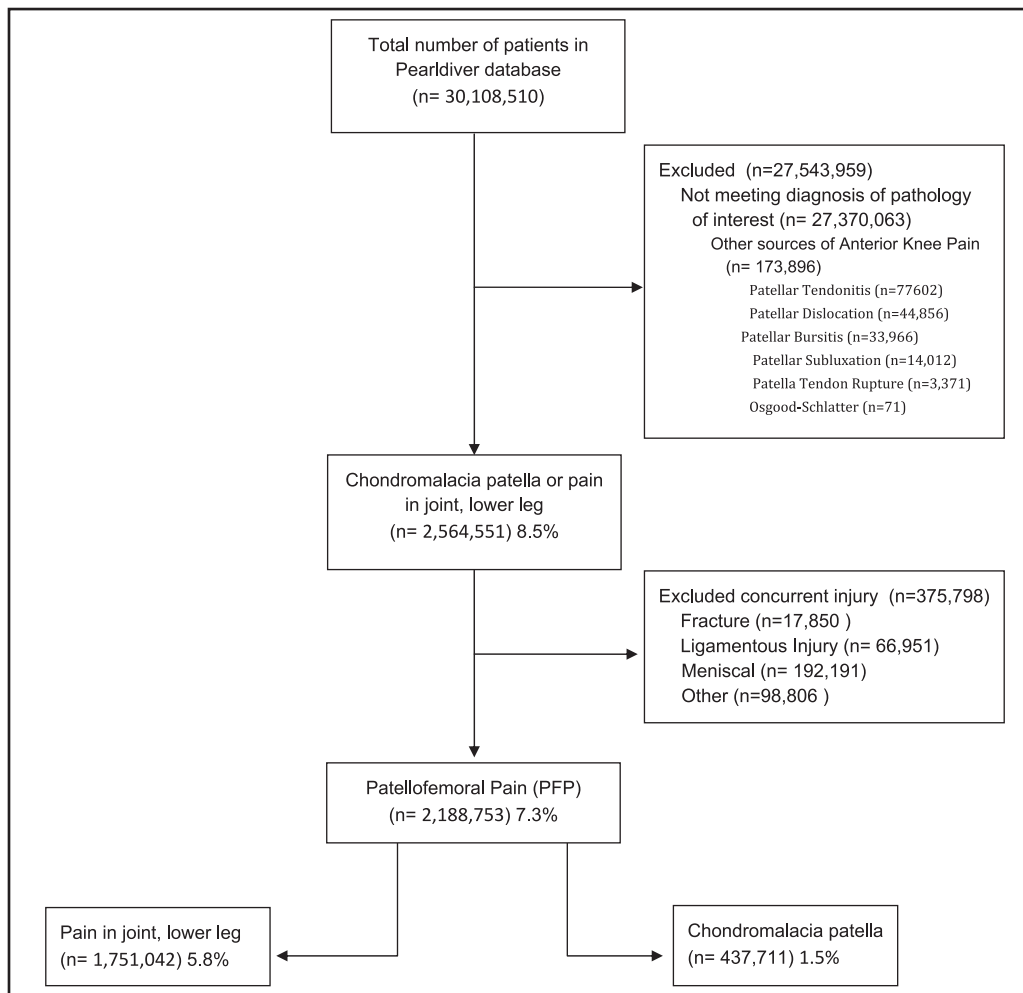 Total number of patients in
Pearldiver database
(n= 30,108,510)
Excluded (n=27,543,959)
Not meeting diagnosis of pathology
of interest (n= 27,370,063)
Other sources of Anterior Knee Pain
(n= 173,896)
Patellar Tendonitis (n=77602)
Patellar Dislocation (n=44,856)
Patellar Bursitis (n=33,966)
Patellar Subluxation (n=14,012)
Patella Tendon Rupture (n=3,371)
Osgood-Schlatter (n=71)
Chondromalacia patella or pain
in joint, lower leg
(n= 2,564,551) 8.5%
Excluded concurrent injury (n=375,798)
Fracture (n=17,850 )
Ligamentous Injury (n= 66,951)
Meniscal (n= 192,191)
Other (n=98,806 )
Patellofemoral Pain (PFP)
(n= 2,188,753) 7.3%
Pain in joint, lower leg
(n= 1,751,042) 5.8%
Chondromalacia patella
(n= 437,711) 1.5%